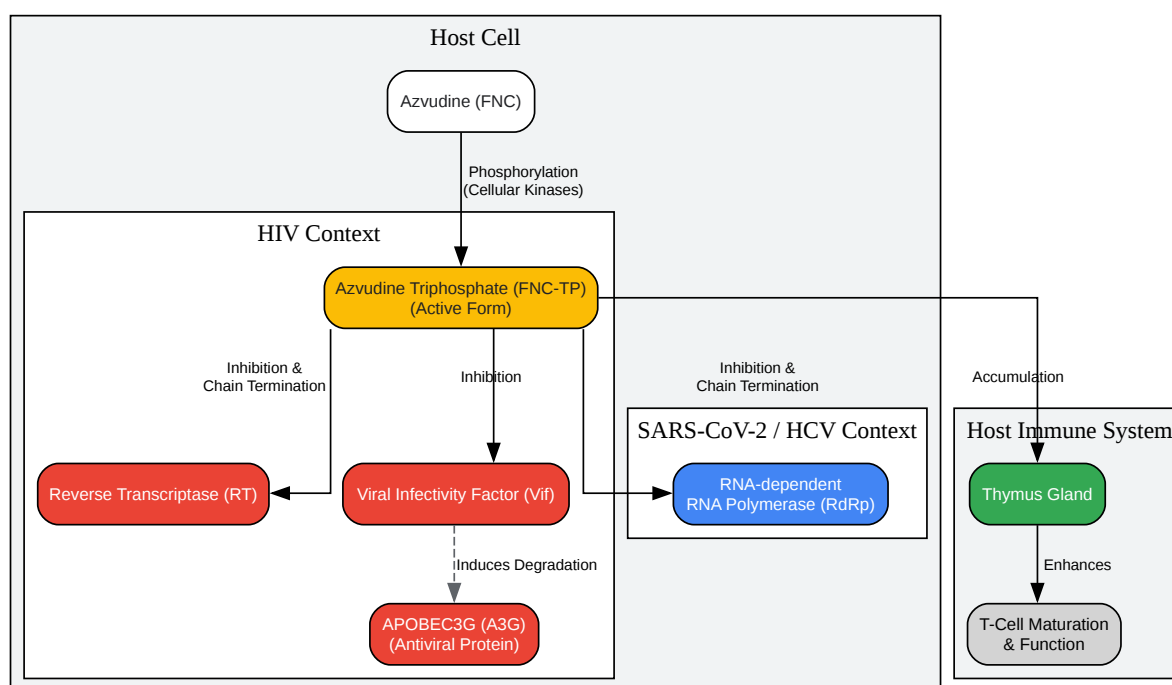 Host Cell
Azvudine (FNC)
Phosphorylation
(Cellular Kinases)
HIV Context
Azvudine Triphosphate (FNC-TP)
(Active Form)
Inhibition &
Chain Termination
Inhibition
Inhibition &
Chain Termination
Accumulation
SARS-CoV-2 / HCV Context
Host Immune System
Reverse Transcriptase (RT)
Viral Infectivity Factor (Vif)
RNA-dependent
RNA Polymerase (RdRp)
Thymus Gland
Induces Degradation
Enhances
APOBEC3G (A3G)
(Antiviral Protein)
T-Cell Maturation
& Function